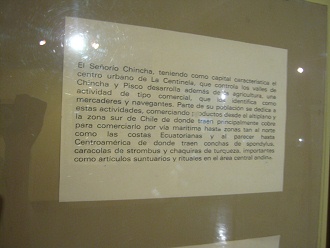 El Señorío Chincha, teniendo como capital característica el
centro urbano de La Centinela, que controla los valles de
Chincha y Pisco desarrolla además de la agricultura, una
actividad de tipo comercial, que los identifica como
mercaderes y navegantes. Parte de su población se dedica a
estas actividades, comerciando productos desde el altiplano y
la zona sur de Chile de donde traen principalmente cobre
para comerciarlo por vía marítima hasta zonas tan al norte
como las costas Ecuatorianas y al parecer hasta
Centroamérica de donde traen conchas de spondylus,
caracolas de strombus y chaquiras de turqueza, importantes
como artículos suntuarios y rituales en el área central andina.